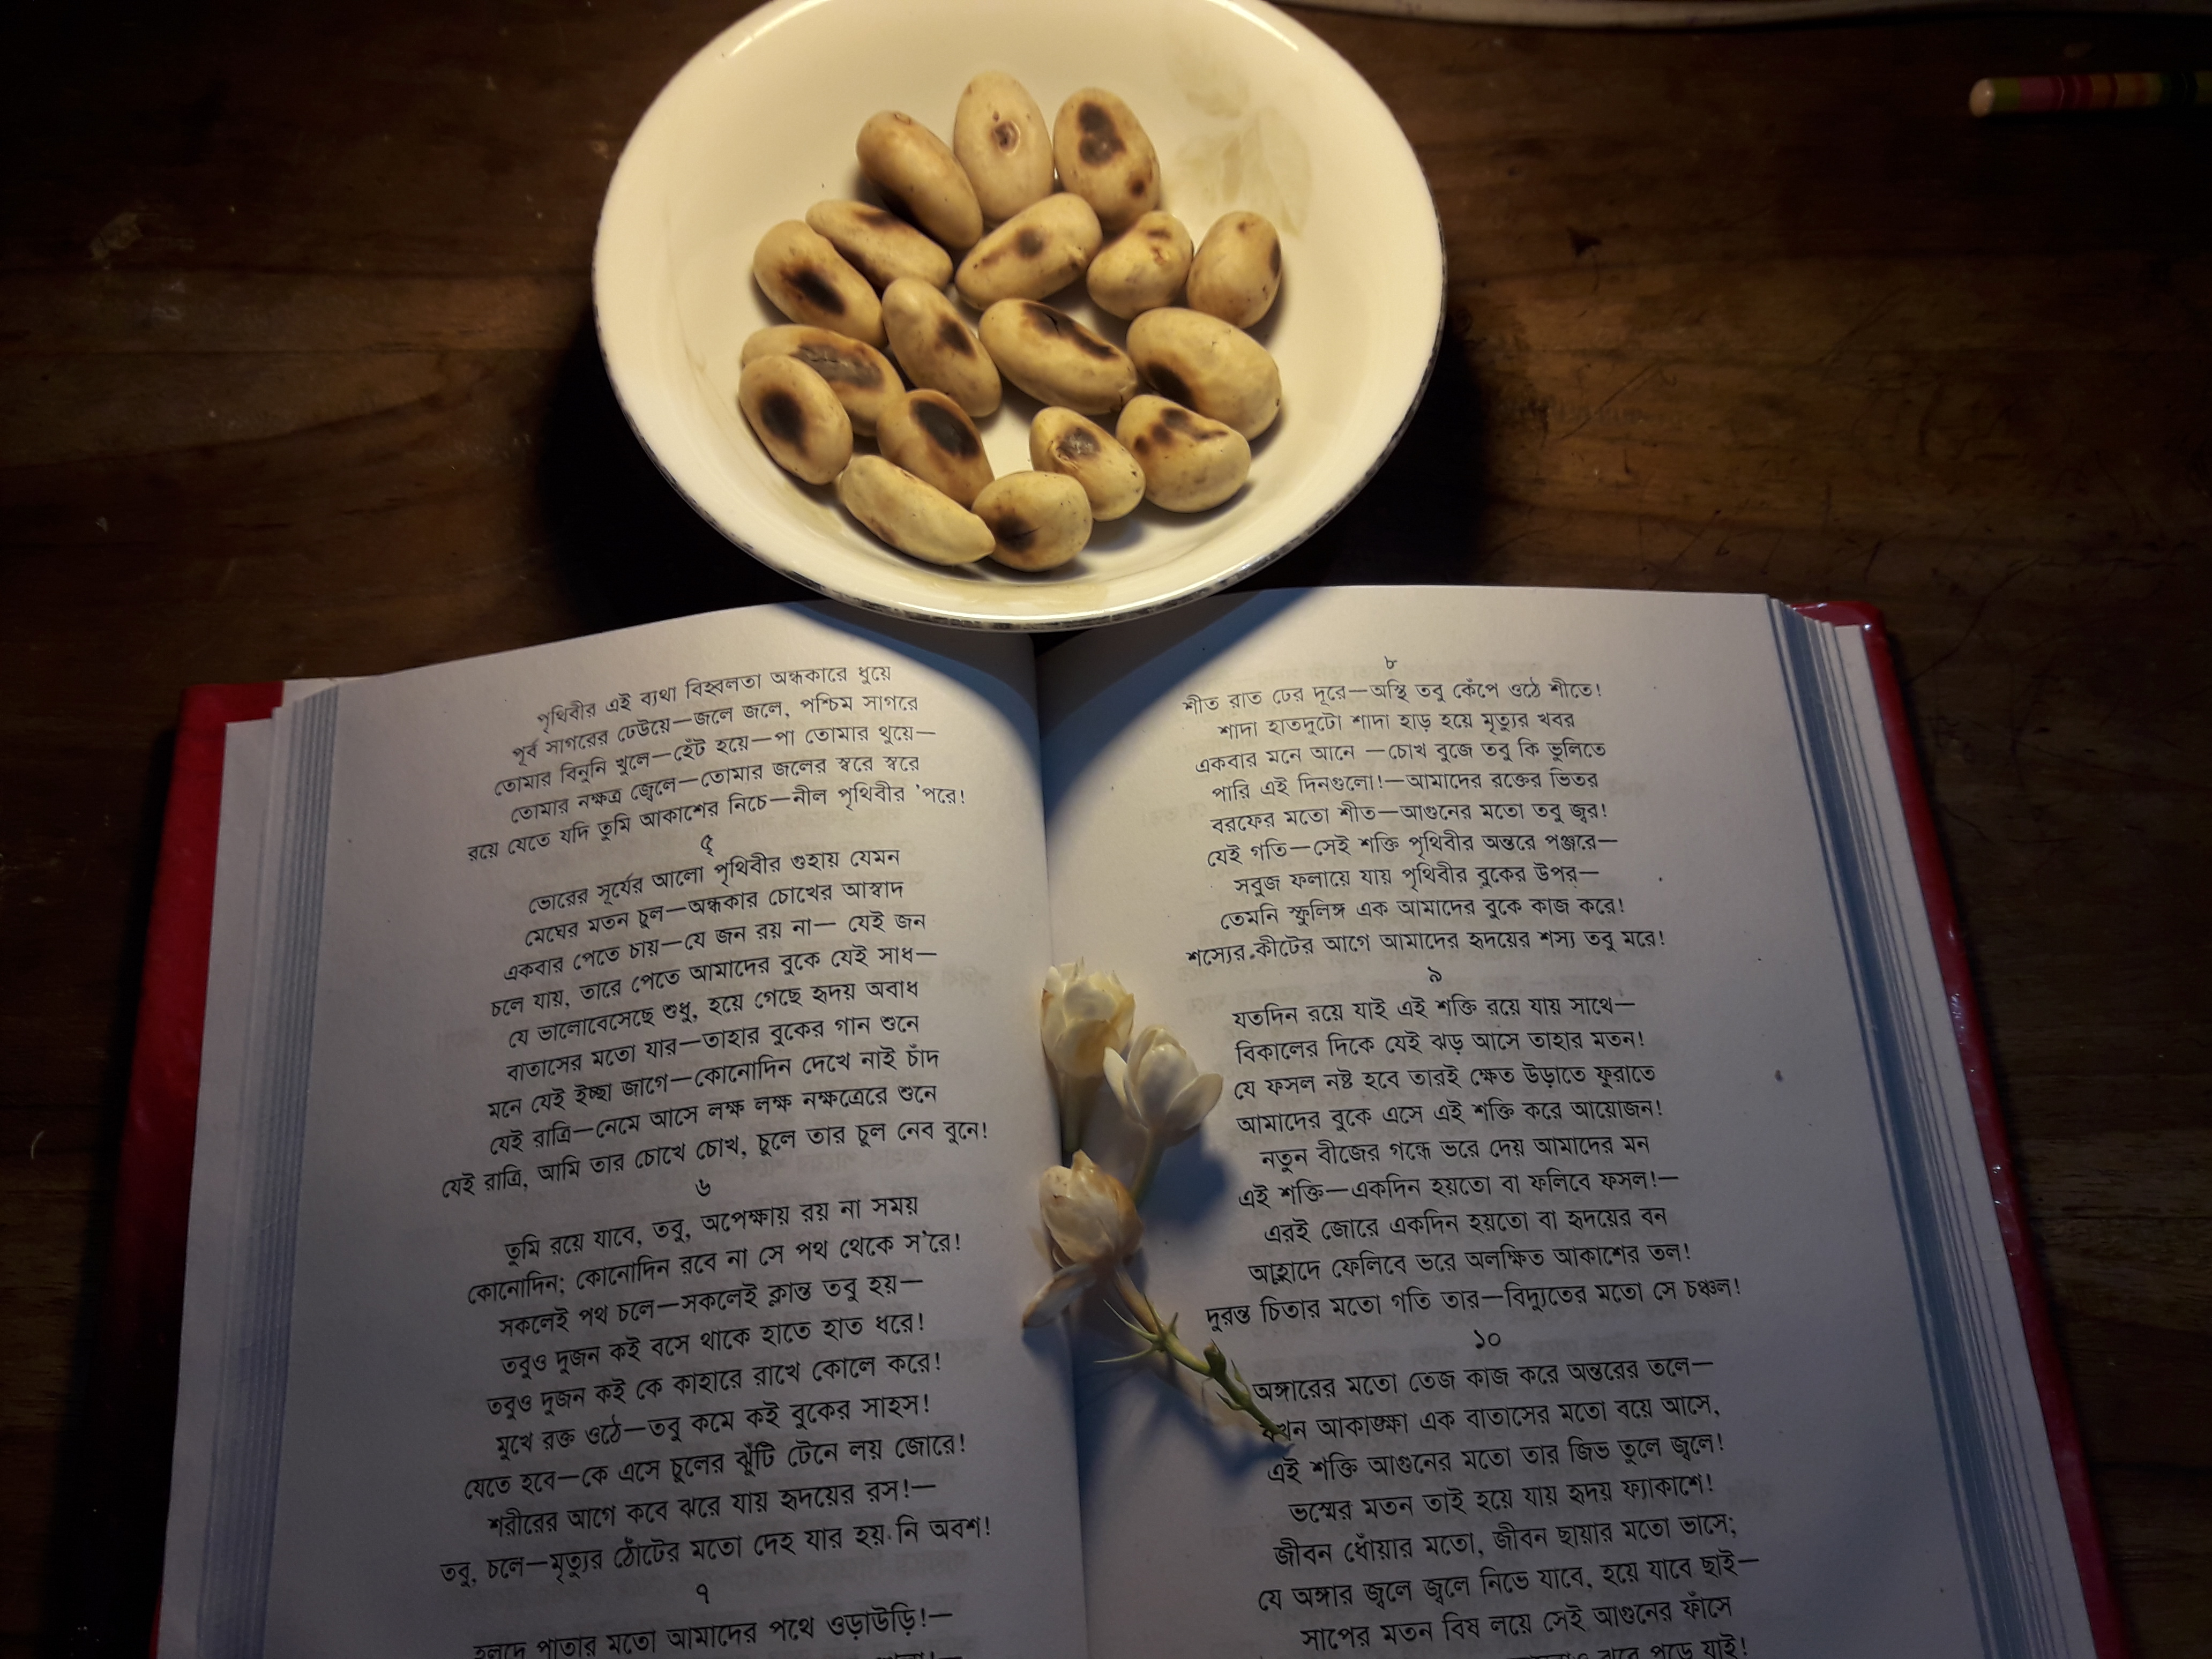 পৃথিবীর এই ব্যথা বিহ্বলতা অন্ধকারে ধুয়ে
পূর্ব সাগরের ঢেউয়ে—জলে জলে, পশ্চিম সাগরে
তোমার বিনুনি খুলে—হেঁট হয়ে—পা তোমার থুয়ে—
তোমার নক্ষত্র জ্বেলে—তোমার জলের স্বরে স্বরে
রয়ে যেতে যদি তুমি আকাশের নিচে—নীল পৃথিবীর 'পরে!
৫
ভোরের সূর্যের আলো পৃথিবীর গুহায় যেমন
মেঘের মতন চুল—অন্ধকার চোখের আস্বাদ
একবার পেতে চায়—যে জন রয় না— যেই জন
চলে যায়, তারে পেতে আমাদের বুকে যেই সাধ—
যে ভালোবেসেছে শুধু, হয়ে গেছে হৃদয় অবাধ
বাতাসের মতো যার—তাহার বুকের গান শুনে
মনে যেই ইচ্ছা জাগে—কোনোদিন দেখে নাই চাঁদ
যেই রাত্রি—নেমে আসে লক্ষ লক্ষ নক্ষত্রেরে শুনে
যেই রাত্রি, আমি তার চোখে চোখ, চুলে তার চুল নেব বুনে!
৬
তুমি রয়ে যাবে, তবু, অপেক্ষায় রয় না সময়
কোনোদিন; কোনোদিন রবে না সে পথ থেকে স'রে!
সকলেই পথ চলে—সকলেই ক্লান্ত তবু হয়—
তবুও দুজন কই বসে থাকে হাতে হাত ধরে!
তবুও দুজন কই কে কাহারে রাখে কোলে করে!
মুখে রক্ত ওঠে—তবু কমে কই বুকের সাহস!
যেতে হবে—কে এসে চুলের ঝুঁটি টেনে লয় জোরে!
শরীরের আগে কবে ঝরে যায় হৃদয়ের রস!—
তবু, চলে—মৃত্যুর ঠোঁটের মতো দেহ যার হয় নি অবশ!
৭
হলদে পাতার মতো আমাদের পথে ওড়াউড়ি!—
৮
শীত রাত ঢের দূরে—অস্থি তবু কেঁপে ওঠে শীতে!
শাদা হাতদুটো শাদা হাড় হয়ে মৃত্যুর খবর
একবার মনে আনে —চোখ বুজে তবু কি ভুলিতে
পারি এই দিনগুলো!—আমাদের রক্তের ভিতর
বরফের মতো শীত—আগুনের মতো তবু জ্বর!
যেই গতি—সেই শক্তি পৃথিবীর অন্তরে পঞ্জরে—
সবুজ ফলায়ে যায় পৃথিবীর বুকের উপর—
তেমনি স্ফুলিঙ্গ এক আমাদের বুকে কাজ করে!
শস্যের কীটের আগে আমাদের হৃদয়ের শস্য তবু মরে!
৯
যতদিন রয়ে যাই এই শক্তি রয়ে যায় সাথে—
বিকালের দিকে যেই ঝড় আসে তাহার মতন!
যে ফসল নষ্ট হবে তারই ক্ষেত উড়াতে ফুরাতে
আমাদের বুকে এসে এই শক্তি করে আয়োজন!
নতুন বীজের গন্ধে ভরে দেয় আমাদের মন
এই শক্তি—একদিন হয়তো বা ফলিবে ফসল!—
এরই জোরে একদিন হয়তো বা হৃদয়ের বন
আহ্লাদে ফেলিবে ভরে অলক্ষিত আকাশের তল!
দুরন্ত চিতার মতো গতি তার—বিদ্যুতের মতো সে চঞ্চল!
১০
অঙ্গারের মতো তেজ কাজ করে অন্তরের তলে—
যখন আকাঙ্ক্ষা এক বাতাসের মতো বয়ে আসে,
এই শক্তি আগুনের মতো তার জিভ তুলে জ্বলে!
ভস্মের মতন তাই হয়ে যায় হৃদয় ফ্যাকাশে!
জীবন ধোঁয়ার মতো, জীবন ছায়ার মতো ভাসে;
যে অঙ্গার জ্বলে জ্বলে নিভে যাবে, হয়ে যাবে ছাই—
সাপের মতন বিষ লয়ে সেই আগুনের ফাঁসে
ঝরে পড়ে যাই!